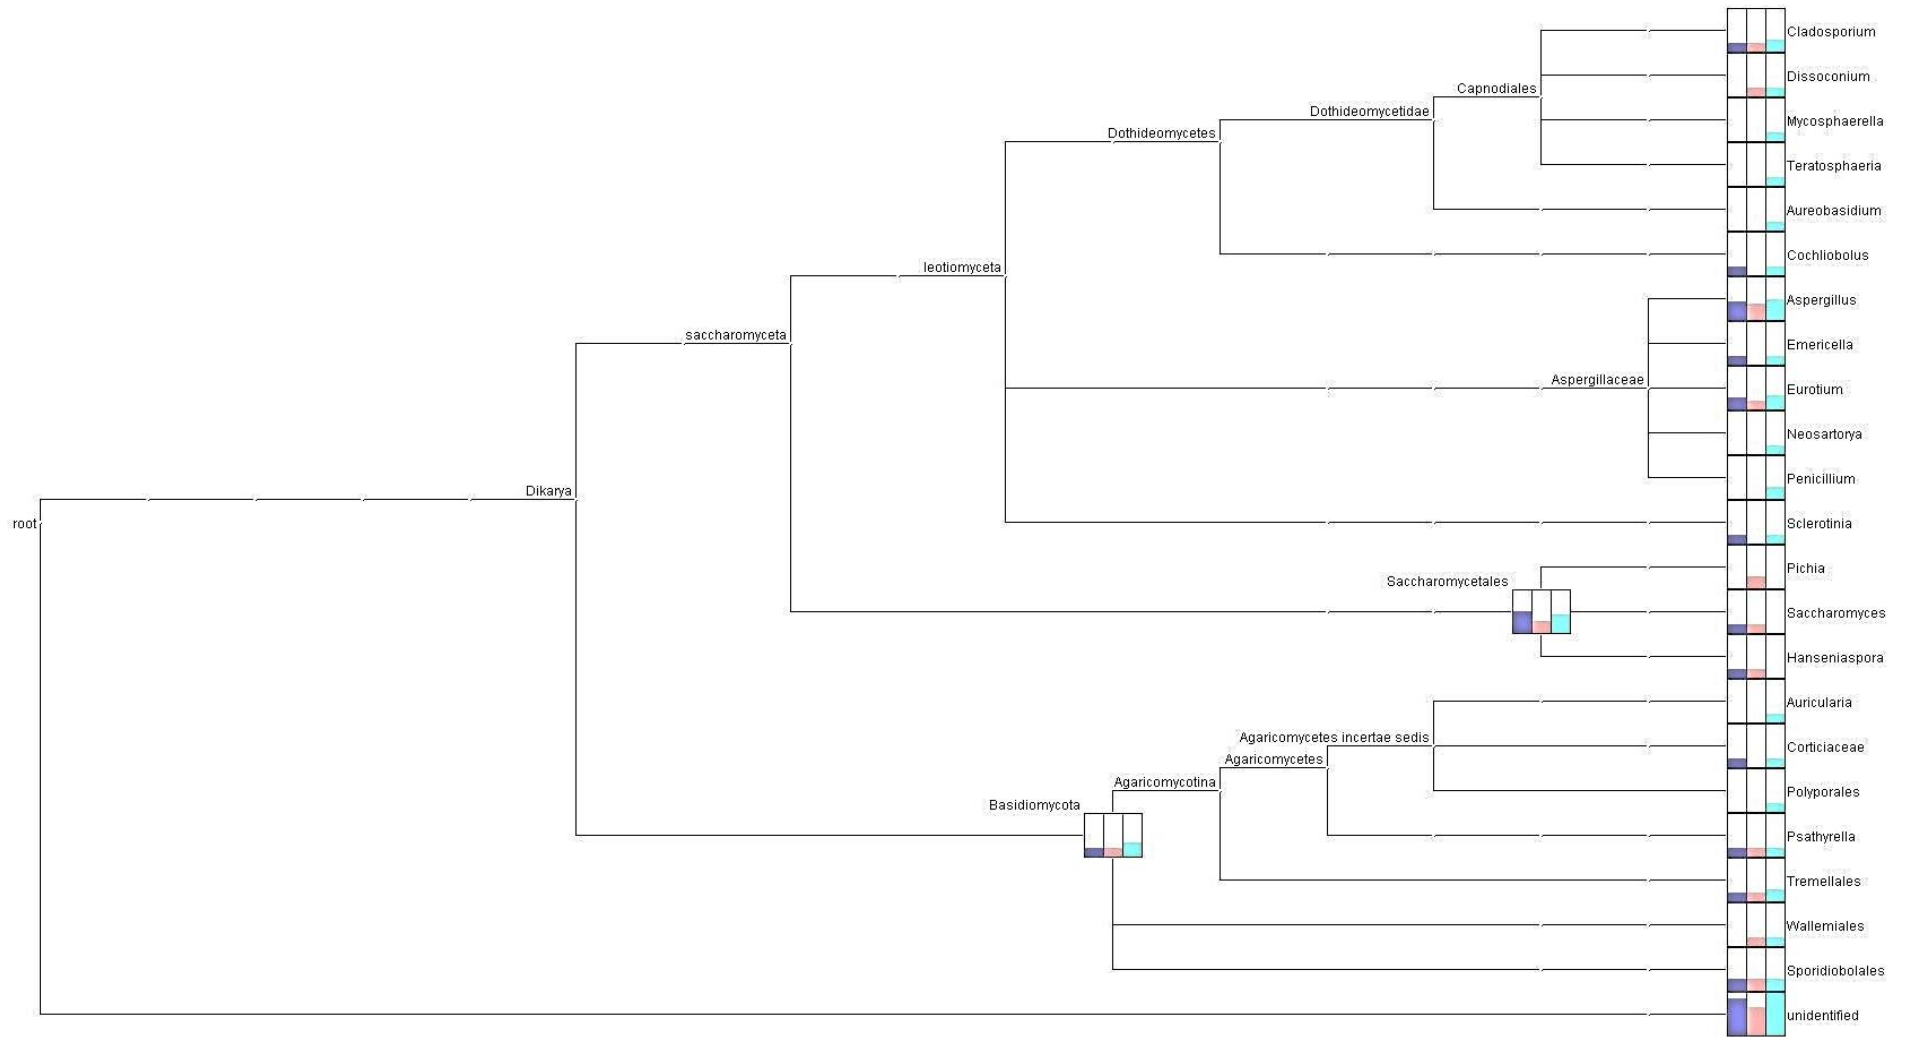 Cladosporium
Dissoconium
Capnodiales
Dothideomycetidae
Mycosphaerella
Dothideomycetes
Teratosphaeria
Aureobasidium
Cochliobolus
leotiomyceta
Aspergillus
saccharomyceta
Emericella
Aspergillaceae
Eurotium
Neosartorya
Penicillium
Dikarya
root
Sclerotinia
Pichia
Saccharomycetales
Saccharomyces
Hanseniaspora
Auricularia
Agaricomycetes incertae sedis
Corticiaceae
Agaricomycetes
Agaricomycotina
Polyporales
Basidiomycota
Psathyrella
Tremellales
Wallemiales
Sporidiobolales
unidentified